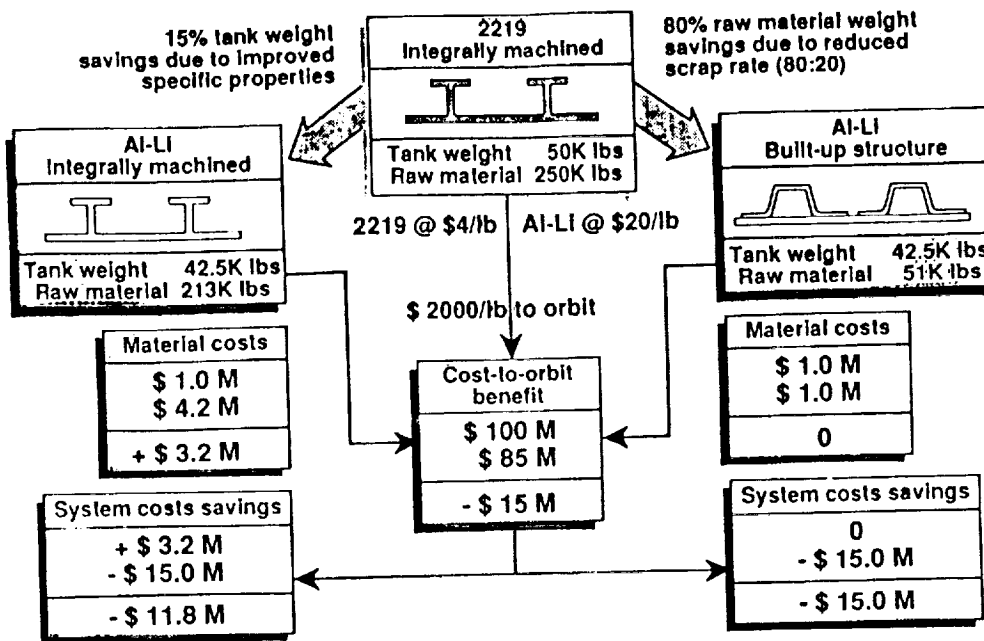 15% tank weight
savings due to improved
specific properties
2219
Integrally machined
Tank weight 50K lbs
Raw material 250K lbs
80% raw material weight
savings due to reduced
scrap rate (80:20)
Al-Li
Integrally machined
Tank weight 42.5K lbs
Raw material 213K lbs
2219 @ $4/lb
Al-Li @ $20/lb
Al-Li
Built-up structure
Tank weight 42.5K lbs
Raw material 51K lbs
$ 2000/lb to orbit
Material costs
$ 1.0 M
$ 4.2 M
+ $ 3.2 M
Cost-to-orbit
benefit
$ 100 M
$ 85 M
- $ 15 M
Material costs
$ 1.0 M
$ 1.0 M
0
System costs savings
+ $ 3.2 M
- $ 15.0 M
- $ 11.8 M
System costs savings
0
- $ 15.0 M
- $ 15.0 M